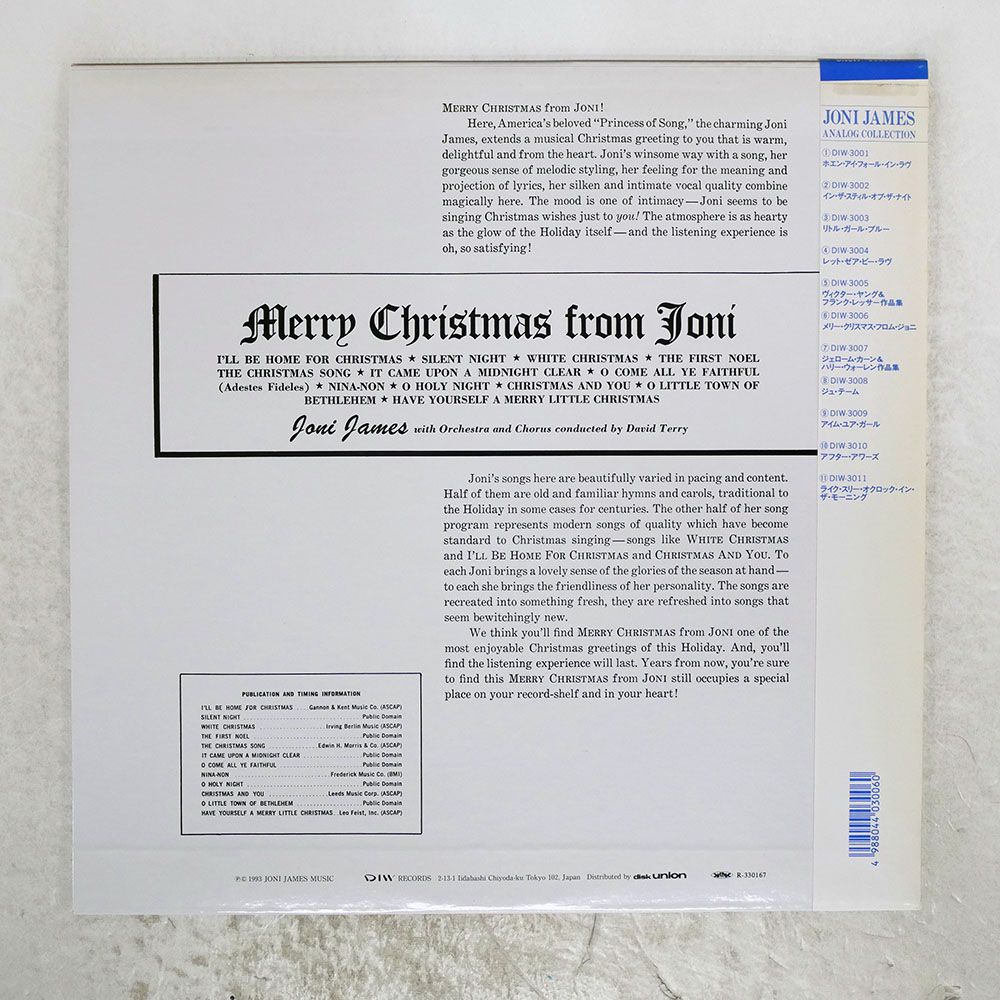 MERRY CHRISTMAS from JONI!
Here, America's beloved "Princess of Song," the charming Joni
James, extends a musical Christmas greeting to you that is warm,
delightful and from the heart. Joni's winsome way with a song, her
gorgeous sense of melodic styling, her feeling for the meaning and
projection of lyrics, her silken and intimate vocal quality combine
magically here. The mood is one of intimacy—Joni seems to be
singing Christmas wishes just to you! The atmosphere is as hearty
as the glow of the Holiday itself—and the listening experience is
oh, so satisfying!
Merry Christmas from Joni
I'LL BE HOME FOR CHRISTMAS ★ SILENT NIGHT ★ WHITE CHRISTMAS ★ THE FIRST NOEL
THE CHRISTMAS SONG ★ IT CAME UPON A MIDNIGHT CLEAR ★ O COME ALL YE FAITHFUL
(Adestes Fideles) ★ NINA-NON ★ O HOLY NIGHT ★ CHRISTMAS AND YOU ★ O LITTLE TOWN OF
BETHLEHEM ★ HAVE YOURSELF A MERRY LITTLE CHRISTMAS
Joni James with Orchestra and Chorus conducted by David Terry
Joni's songs here are beautifully varied in pacing and content.
Half of them are old and familiar hymns and carols, traditional to
the Holiday in some cases for centuries. The other half of her song
program represents modern songs of quality which have become
standard to Christmas singing—songs like WHITE CHRISTMAS
and I'LL BE HOME FOR CHRISTMAS and CHRISTMAS AND YOU. To
each Joni brings a lovely sense of the glories of the season at hand—
to each she brings the friendliness of her personality. The songs are
recreated into something fresh, they are refreshed into songs that
seem bewitchingly new.
We think you'll find MERRY CHRISTMAS from JONI one of the
most enjoyable Christmas greetings of this Holiday. And, you'll
find the listening experience will last. Years from now, you're sure
to find this MERRY CHRISTMAS from JONI still occupies a special
place on your record-shelf and in your heart!
PUBLICATION AND TIMING INFORMATION
I'LL BE HOME FOR CHRISTMAS ....Gannon & Kent Music Co. (ASCAP)
SILENT NIGHT ..............................Public Domain
WHITE CHRISTMAS ................Irving Berlin Music (ASCAP)
THE FIRST NOEL ............................Public Domain
THE CHRISTMAS SONG .............Edwin H. Morris & Co. (ASCAP)
IT CAME UPON A MIDNIGHT CLEAR ...............Public Domain
O COME ALL YE FAITHFUL .....................Public Domain
NINA-NON .........................Frederick Music Co. (BMI)
O HOLY NIGHT .............................Public Domain
CHRISTMAS AND YOU ................Leeds Music Corp. (ASCAP)
O LITTLE TOWN OF BETHLEHEM .................Public Domain
HAVE YOURSELF A MERRY LITTLE CHRISTMAS..Leo Feist, Inc. (ASCAP)
Ⓟ© 1993 JONI JAMES MUSIC DIW RECORDS 2-13-1 Iidabashi Chiyoda-ku Tokyo 102, Japan Distributed by disk union R-330167
JONI JAMES
ANALOG COLLECTION
①DIW-3001
ホエン・アイ・フォール・イン・ラヴ
②DIW-3002
イン・ザ・スティル・オブ・ザ・ナイト
③DIW-3003
リトル・ガール・ブルー
④DIW-3004
レット・ゼア・ビー・ラヴ
⑤DIW-3005
ヴィクター・ヤング&
フランク・レッサー作品集
⑥DIW-3006
メリー・クリスマス・フロム・ジョニ
⑦DIW-3007
ジェローム・カーン&
ハリー・ウォーレン作品集
⑧DIW-3008
ジュ・テーム
⑨DIW-3009
アイム・ユア・ガール
⑩DIW-3010
アフター・アワーズ
⑪DIW-3011
ライク・スリー・オクロック・イン・
ザ・モーニング
4 988044 030060